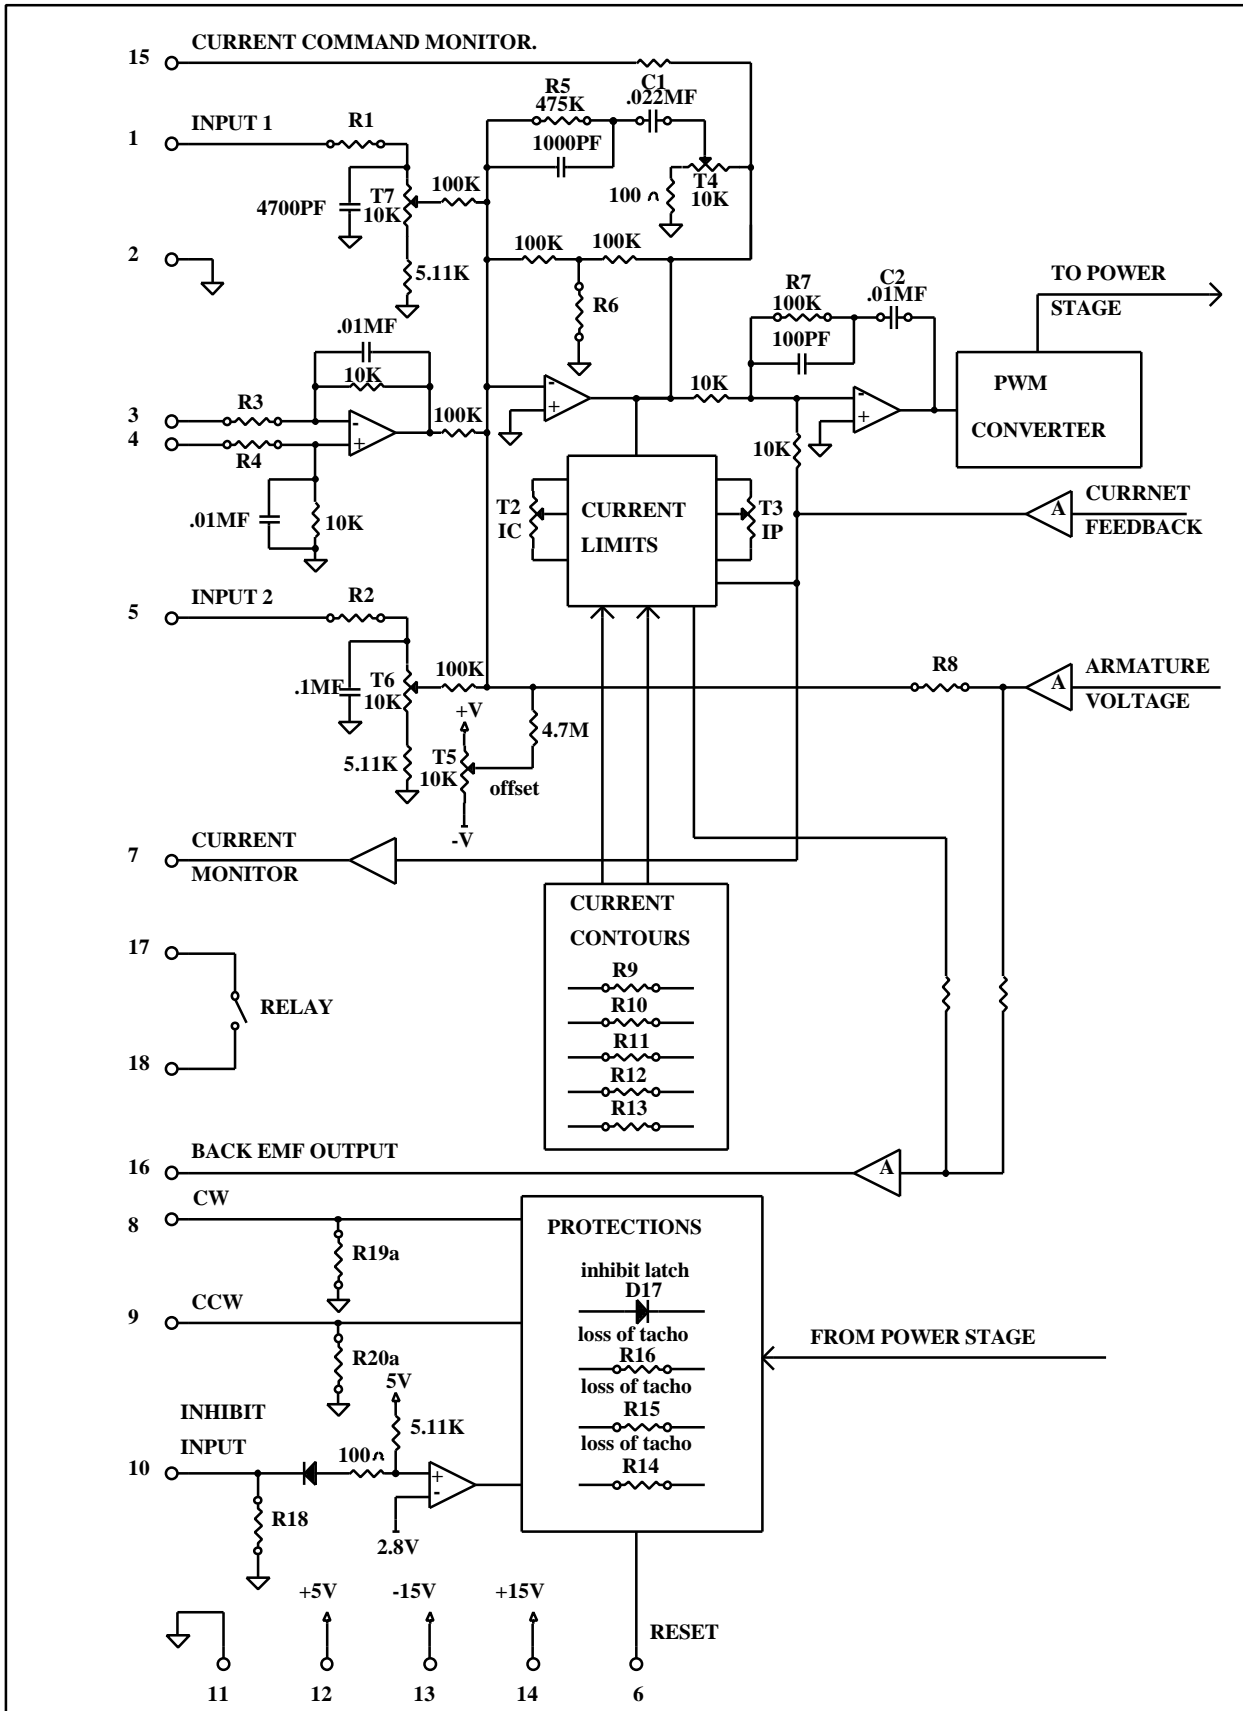 CURRENT COMMAND MONITOR.
15
R5
475K
C1
.022MF
INPUT 1
1
R1
1000PF
T7
10K
100K
4700PF
100
T4
10K
2
5.11K
100K
100K
R6
TO POWER
STAGE
R7
100K
C2
.01MF
100PF
.01MF
10K
10K
PWM
CONVERTER
3
R3
4
R4
100K
-
+
-
+
-
+
10K
.01MF
10K
T2
IC
CURRENT
LIMITS
T3
IP
A
CURRNET
FEEDBACK
5
INPUT 2
R2
.1MF
T6
10K
100K
R8
A
ARMATURE
VOLTAGE
+V
4.7M
5.11K
T5
10K
offset
-V
7
CURRENT
MONITOR
CURRENT
CONTOURS
R9
R10
R11
R12
R13
17
RELAY
18
16
BACK EMF OUTPUT
A
8
CW
R19a
PROTECTIONS
inhibit latch
D17
loss of tacho
R16
loss of tacho
R15
loss of tacho
R14
9
CCW
R20a
FROM POWER STAGE
5V
5.11K
INHIBIT
INPUT
10
100
+
-
R18
2.8V
+5V
-15V
+15V
RESET
11
12
13
14
6